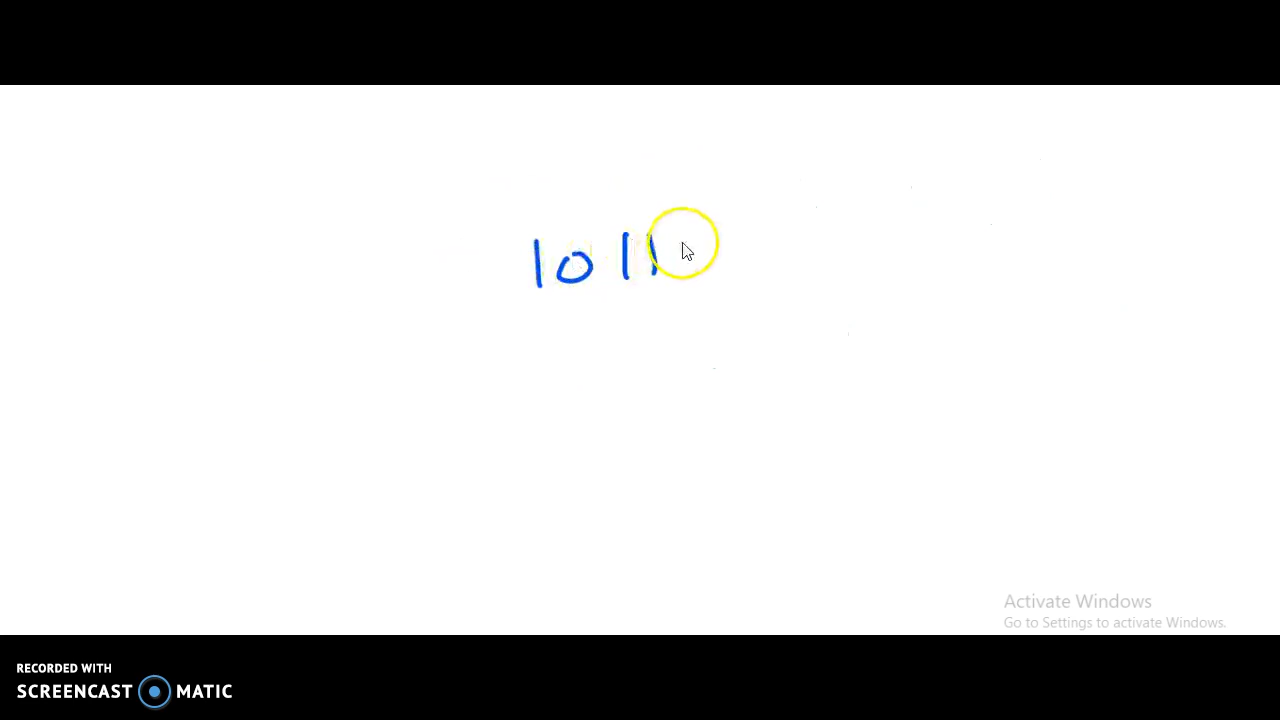 1011
Activate Windows
Go to Settings to activate Windows.
RECORDED WITH
SCREENCAST MATIC